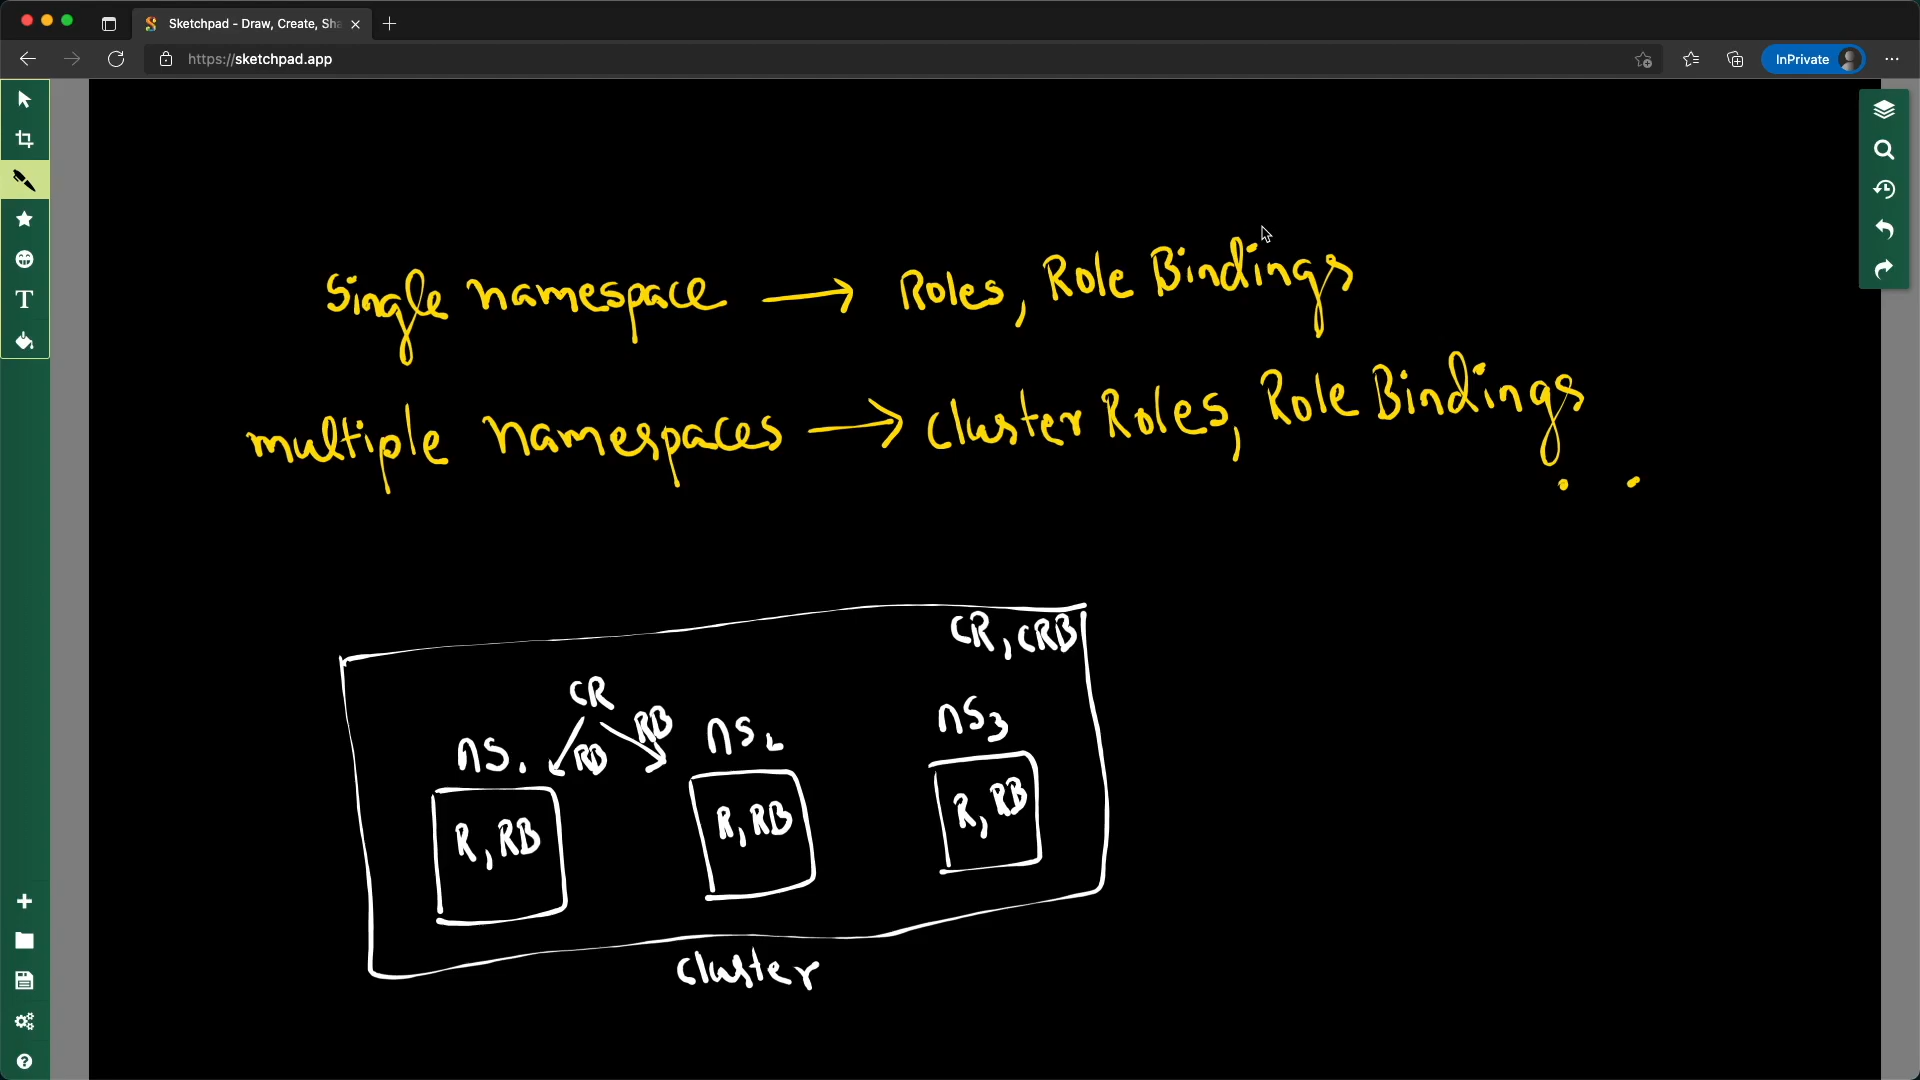 Sketchpad - Draw, Create, Sha
https://sketchpad.app
InPrivate
T
Single namespace → Roles, Role Bindings
multiple namespaces → cluster Roles, Role Bindings
CR, CRB
CR
RB
RB
ns1
ns2
ns3
R, RB
R, RB
R, RB
cluster